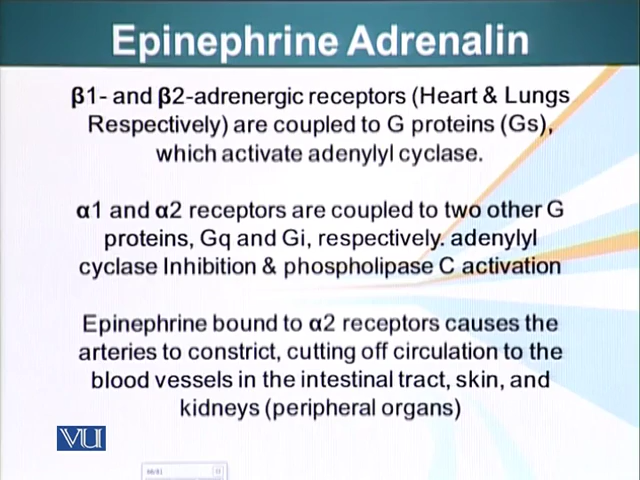 Epinephrine Adrenalin
β1- and β2-adrenergic receptors (Heart & Lungs
Respectively) are coupled to G proteins (Gs),
which activate adenylyl cyclase.
α1 and α2 receptors are coupled to two other G
proteins, Gq and Gi, respectively. adenylyl
cyclase Inhibition & phospholipase C activation
Epinephrine bound to α2 receptors causes the
arteries to constrict, cutting off circulation to the
blood vessels in the intestinal tract, skin, and
kidneys (peripheral organs)
VU